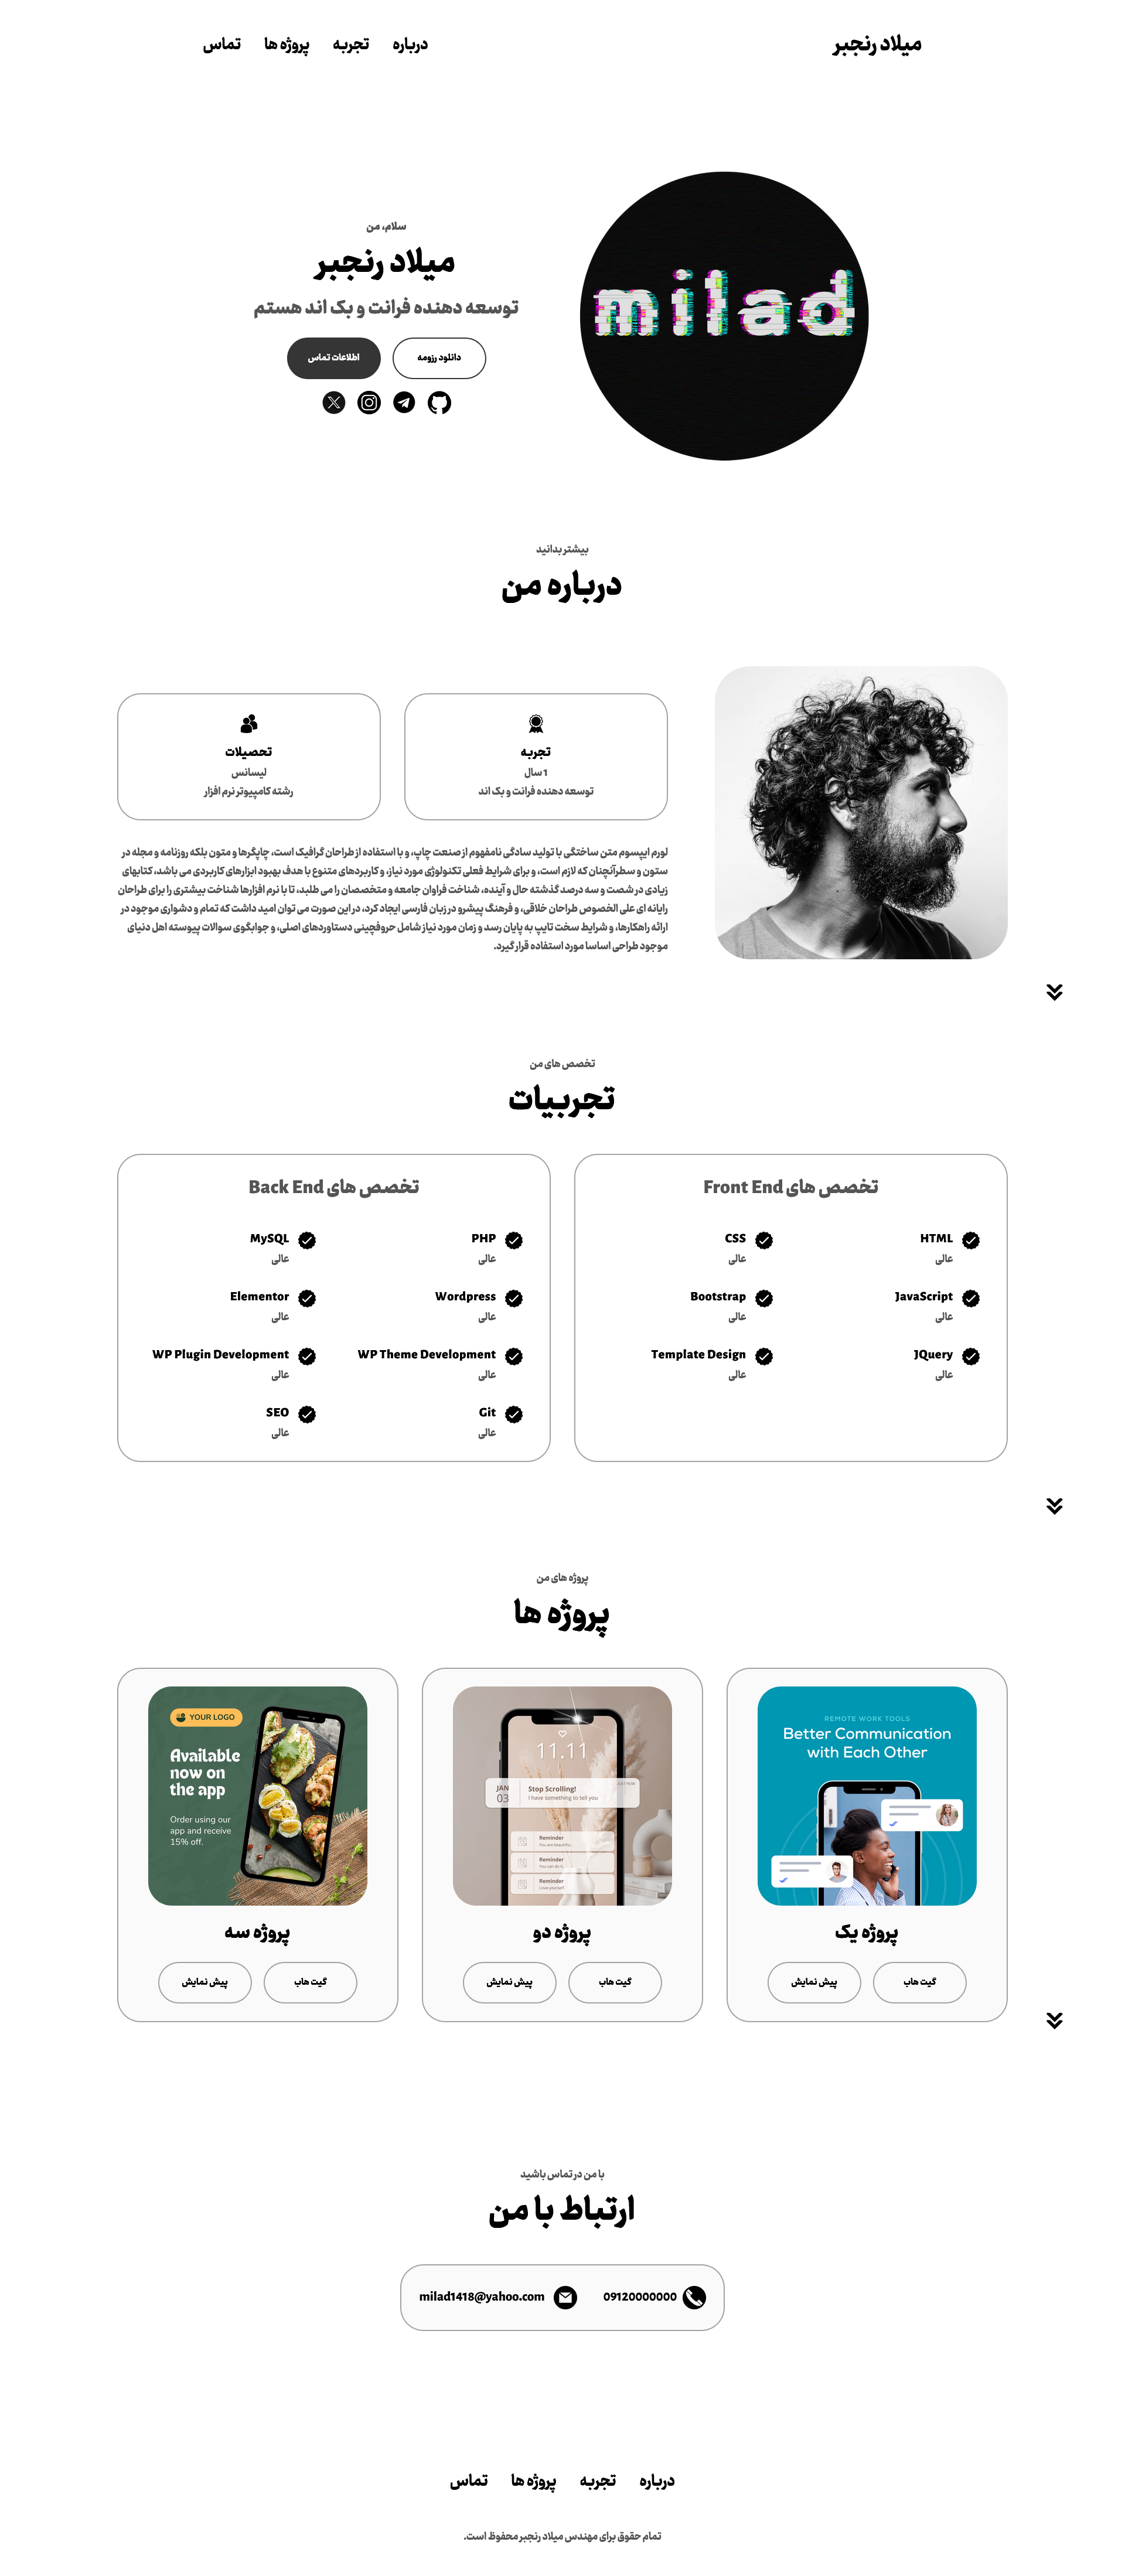 میلاد رنجبر
درباره تجربه پروژه ها تماس
milad
سلام، من
میلاد رنجبر
توسعه دهنده فرانت و بک اند هستم
دانلود رزومه
اطلاعات تماس
بیشتر بدانید
درباره من
تجربه
1 سال
توسعه دهنده فرانت و بک اند
تحصیلات
لیسانس
رشته کامپیوتر نرم افزار
لورم ایپسوم متن ساختگی با تولید سادگی نامفهوم از صنعت چاپ، و با استفاده از طراحان گرافیک است، چاپگرها و متون بلکه روزنامه و مجله در
ستون و سطرآنچنان که لازم است، و برای شرایط فعلی تکنولوژی مورد نیاز، و کاربردهای متنوع با هدف بهبود ابزارهای کاربردی می باشد، کتابهای
زیادی در شصت و سه درصد گذشته حال و آینده، شناخت فراوان جامعه و متخصصان را می طلبد، تا با نرم افزارها شناخت بیشتری را برای طراحان
رایانه ای علی الخصوص طراحان خلاقی، و فرهنگ پیشرو در زبان فارسی ایجاد کرد، در این صورت می توان امید داشت که تمام و دشواری موجود در
ارائه راهکارها، و شرایط سخت تایپ به پایان رسد و زمان مورد نیاز شامل حروفچینی دستاوردهای اصلی، و جوابگوی سوالات پیوسته اهل دنیای
موجود طراحی اساسا مورد استفاده قرار گیرد.
تخصص های من
تجربیات
تخصص های Front End
HTML
عالی
CSS
عالی
JavaScript
عالی
Bootstrap
عالی
JQuery
عالی
Template Design
عالی
تخصص های Back End
PHP
عالی
MySQL
عالی
Wordpress
عالی
Elementor
عالی
WP Theme Development
عالی
WP Plugin Development
عالی
Git
عالی
SEO
عالی
پروژه های من
پروژه ها
REMOTE WORK TOOLS
Better Communication
with Each Other
پروژه یک
گیت هاب
پیش نمایش
11.11
JAN
03
Stop Scrolling!
I have something to tell you
Reminder
You are beautiful.
Reminder
You can do it.
Reminder
Love yourself
پروژه دو
گیت هاب
پیش نمایش
YOUR LOGO
Available
now on
the app
Order using our
app and receive
15% off.
پروژه سه
گیت هاب
پیش نمایش
با من در تماس باشید
ارتباط با من
09120000000
milad1418@yahoo.com
درباره تجربه پروژه ها تماس
تمام حقوق برای مهندس میلاد رنجبر محفوظ است.